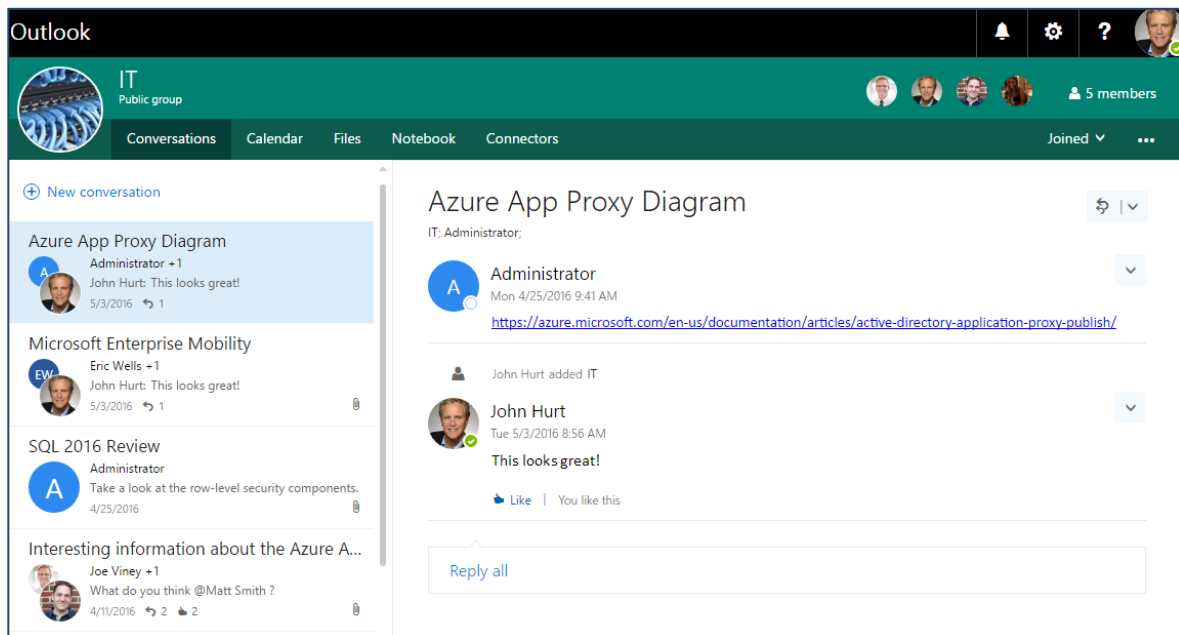 Outlook
?
IT
Public group
5 members
Conversations Calendar Files Notebook Connectors Joined
New conversation
Azure App Proxy Diagram
A
Administrator +1
John Hurt: This looks great!
5/3/2016 1
Microsoft Enterprise Mobility
EW
Eric Wells +1
John Hurt: This looks great!
5/3/2016 1
SQL 2016 Review
A
Administrator
Take a look at the row-level security components.
4/25/2016
Interesting information about the Azure A...
Joe Viney +1
What do you think @Matt Smith ?
4/11/2016 2 2
Azure App Proxy Diagram
IT; Administrator;
A
Administrator
Mon 4/25/2016 9:41 AM
https://azure.microsoft.com/en-us/documentation/articles/active-directory-application-proxy-publish/
John Hurt added IT
John Hurt
Tue 5/3/2016 8:56 AM
This looks great!
Like | You like this
Reply all